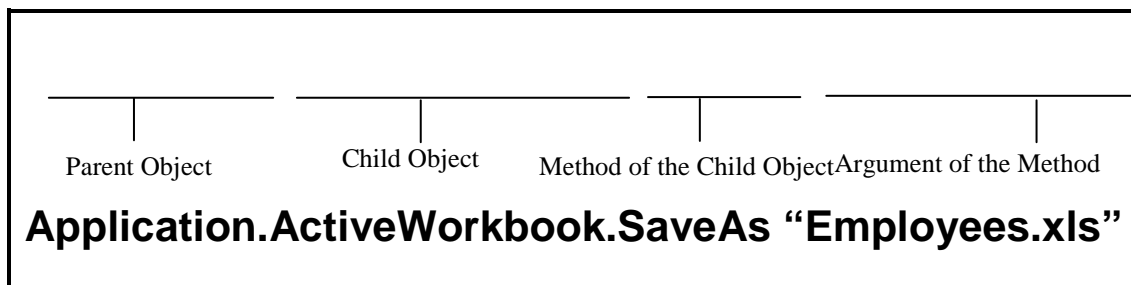 Parent Object Child Object Method of the Child Object Argument of the Method
Application.ActiveWorkbook.SaveAs “Employees.xls”